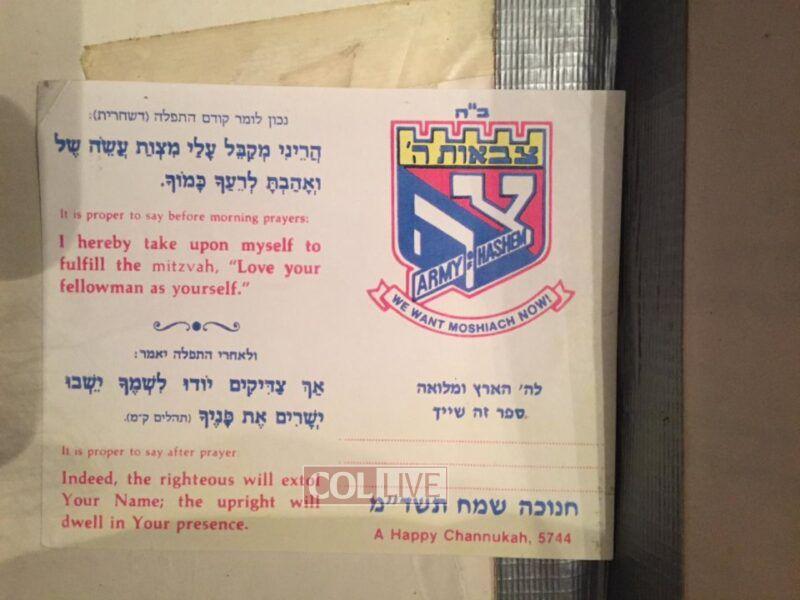 נכון לומר קודם התפלה (דשחרית):
הֲרֵינִי מְקַבֵּל עָלַי מִצְוַת עֲשֵׂה שֶׁל
וְאָהַבְתָּ לְרֵעֲךָ כָּמוֹךָ.
It is proper to say before morning prayers:
I hereby take upon myself to
fulfill the mitzvah, “Love your
fellowman as yourself.”
ולאחרי התפלה יאמר:
אַךְ צַדִּיקִים יוֹדוּ לִשְׁמֶךָ יֵשְׁבוּ
יְשָׁרִים אֶת פָּנֶיךָ (תהלים ק״מ).
It is proper to say after prayer
Indeed, the righteous will extol
Your Name; the upright will
dwell in Your presence.
ב"ה
צבאות ה'
צ
ה
ARMY OF HASHEM
WE WANT MOSHIACH NOW!
לה' הארץ ומלואה
ספר זה שייך
COLLIVE
חנוכה שמח תשד״מ
A Happy Channukah, 5744